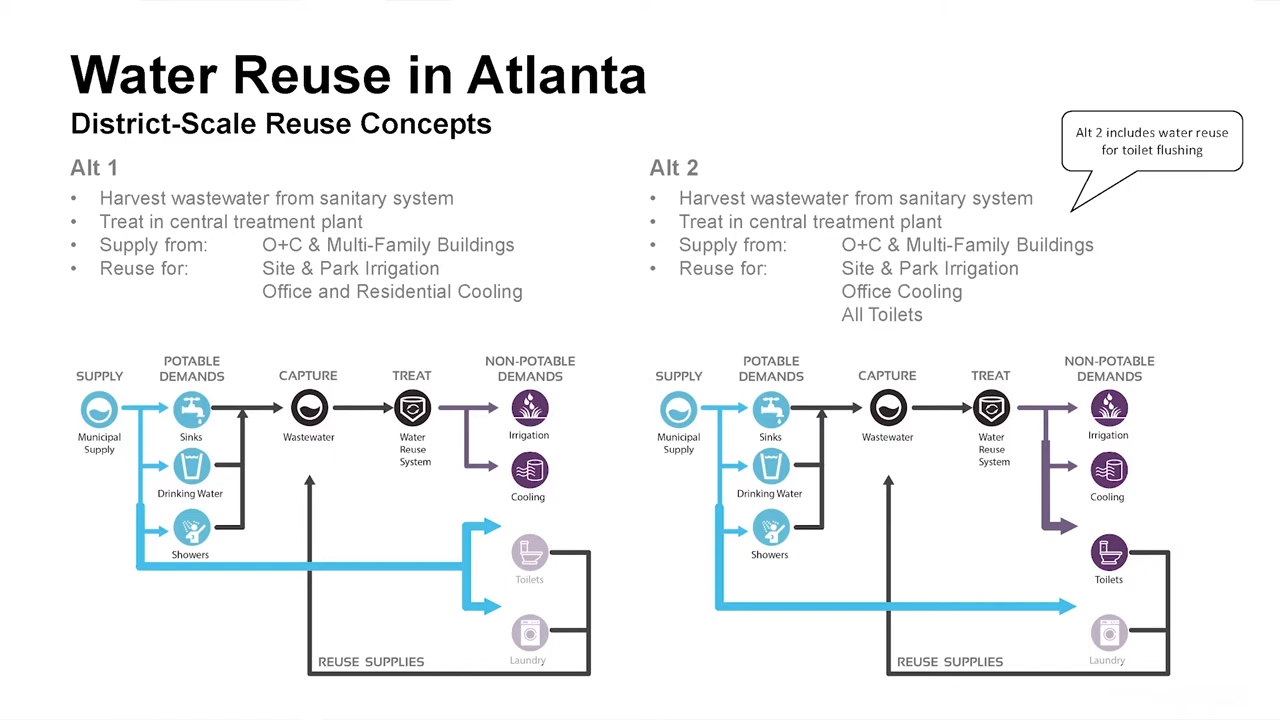 Water Reuse in Atlanta
District-Scale Reuse Concepts
Alt 2 includes water reuse
for toilet flushing
Alt 1
• Harvest wastewater from sanitary system
• Treat in central treatment plant
• Supply from: O+C & Multi-Family Buildings
• Reuse for: Site & Park Irrigation
Office and Residential Cooling
Alt 2
• Harvest wastewater from sanitary system
• Treat in central treatment plant
• Supply from: O+C & Multi-Family Buildings
• Reuse for: Site & Park Irrigation
Office Cooling
All Toilets
SUPPLY
POTABLE
DEMANDS
CAPTURE
TREAT
NON-POTABLE
DEMANDS
Municipal
Supply
Sinks
Wastewater
Water
Reuse
System
Irrigation
Drinking Water
Cooling
Showers
Toilets
Laundry
REUSE SUPPLIES
SUPPLY
POTABLE
DEMANDS
CAPTURE
TREAT
NON-POTABLE
DEMANDS
Municipal
Supply
Sinks
Wastewater
Water
Reuse
System
Irrigation
Drinking Water
Cooling
Showers
Toilets
Laundry
REUSE SUPPLIES